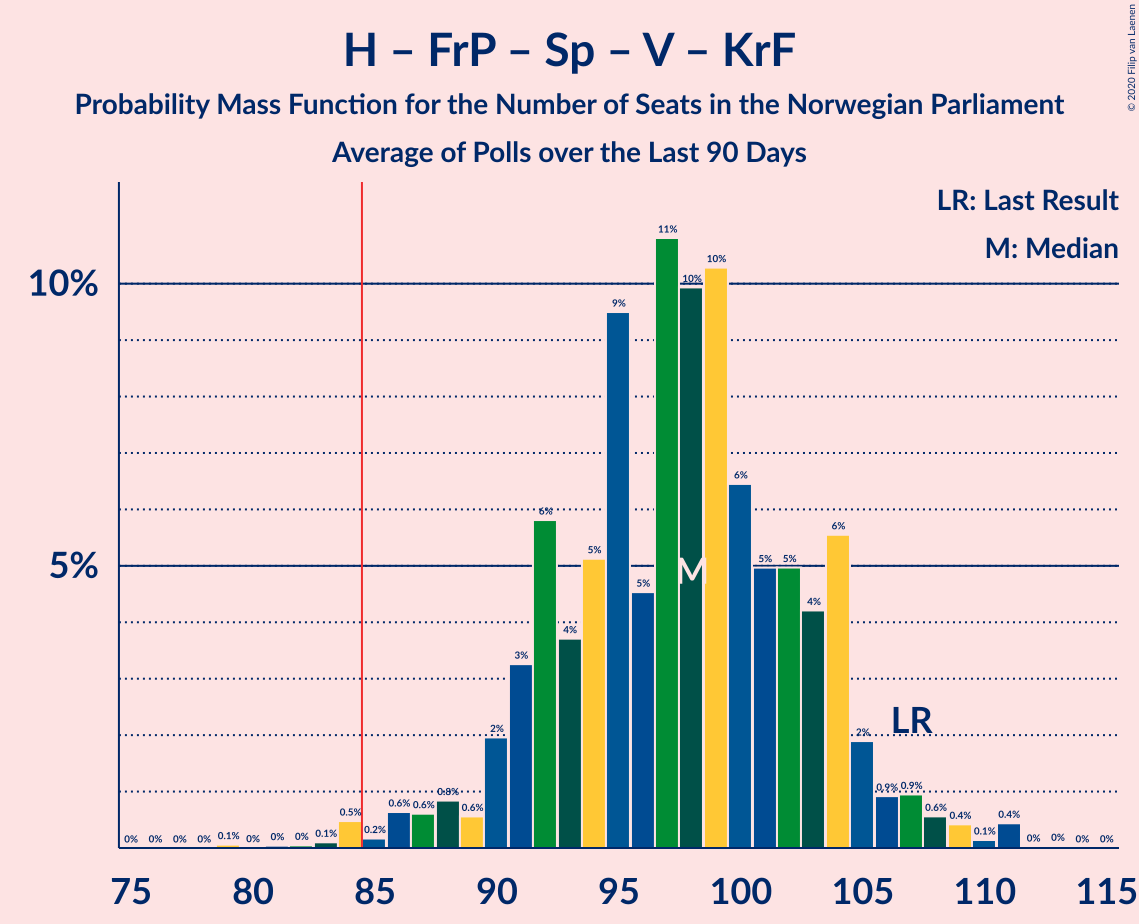 H – FrP – Sp – V – KrF
Probability Mass Function for the Number of Seats in the Norwegian Parliament
Average of Polls over the Last 90 Days
© 2020 Filip van Laenen
LR: Last Result
M: Median
10%
5%
0% 0% 0% 0% 0.1% 0% 0% 0% 0.1% 0.5% 0.2% 0.6% 0.6% 0.8% 0.6% 2% 3% 6% 4% 5% 9% 5% 11% 10% 10% 6% 5% 5% 4% 6% 2% 0.9% 0.9% 0.6% 0.4% 0.1% 0.4% 0% 0% 0% 0%
M
LR
75 80 85 90 95 100 105 110 115